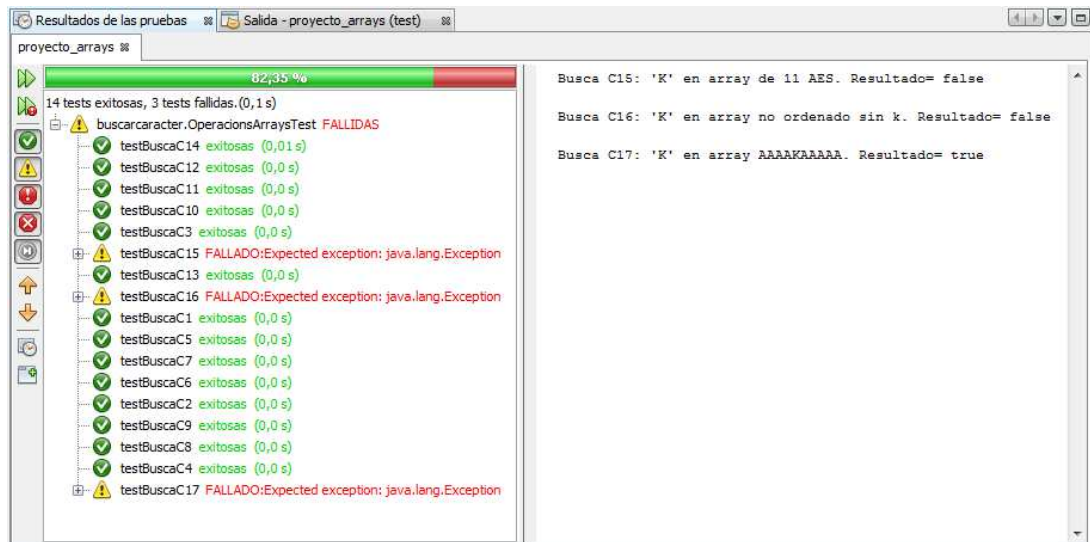 Resultados de las pruebas
Salida - proyecto_arrays (test)
proyecto_arrays
82,35 %
14 tests exitosas, 3 tests fallidas.(0,1 s)
buscarcaracter.OperacionsArraysTest FALLIDAS
testBuscaC14 exitosas (0,01 s)
testBuscaC12 exitosas (0,0 s)
testBuscaC11 exitosas (0,0 s)
testBuscaC10 exitosas (0,0 s)
testBuscaC3 exitosas (0,0 s)
testBuscaC15 FALLADO:Expected exception: java.lang.Exception
testBuscaC13 exitosas (0,0 s)
testBuscaC16 FALLADO:Expected exception: java.lang.Exception
testBuscaC1 exitosas (0,0 s)
testBuscaC5 exitosas (0,0 s)
testBuscaC7 exitosas (0,0 s)
testBuscaC6 exitosas (0,0 s)
testBuscaC2 exitosas (0,0 s)
testBuscaC9 exitosas (0,0 s)
testBuscaC8 exitosas (0,0 s)
testBuscaC4 exitosas (0,0 s)
testBuscaC17 FALLADO:Expected exception: java.lang.Exception
Busca C15: 'K' en array de 11 AES. Resultado= false
Busca C16: 'K' en array no ordenado sin k. Resultado= false
Busca C17: 'K' en array AAAAKAAAAA. Resultado= true